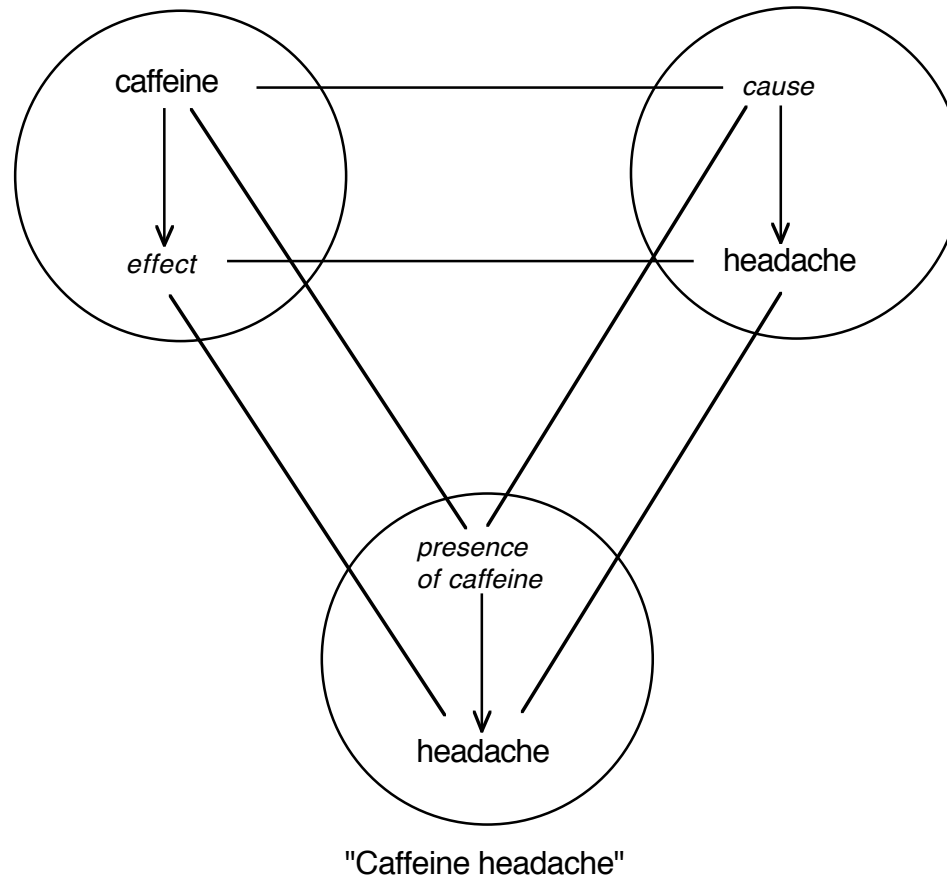 caffeine
effect
cause
headache
presence
of caffeine
headache
"Caffeine headache"